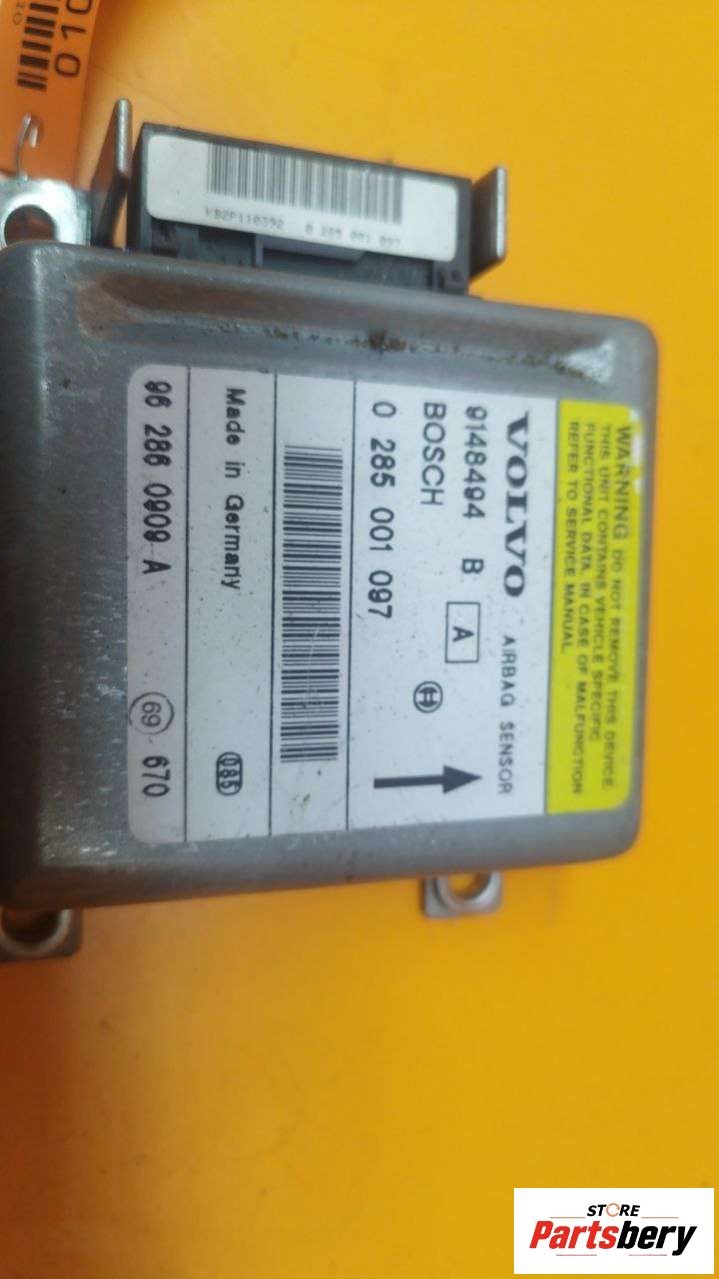 WARNING DO NOT REMOVE THIS DEVICE
THIS UNIT CONTAINS VEHICLE SPECIFIC
FUNCTIONAL DATA. IN CASE OF MALFUNCTION
REFER TO SERVICE MANUAL.
VOLVO AIRBAG SENSOR
9148494 B A
BOSCH
0 285 001 097
Made in Germany 085
96 286 0909 A 69 670
STORE
Partsbery